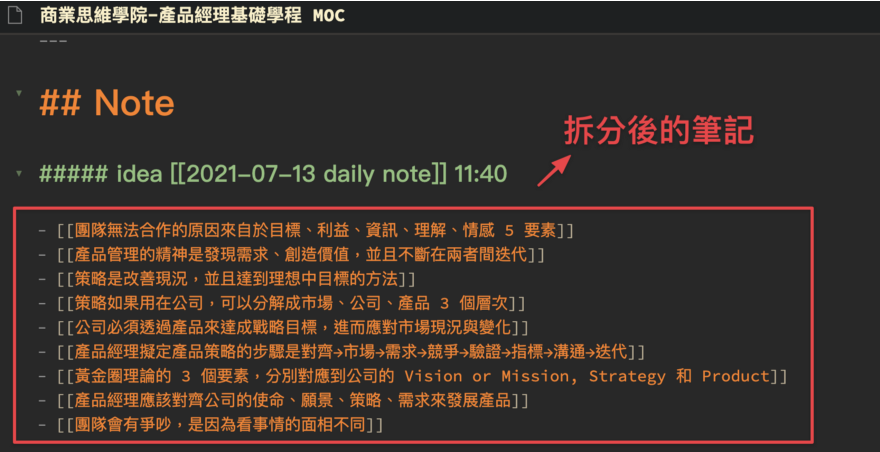 商業思維學院-產品經理基礎學程 MOC
---
## Note
拆分後的筆記
##### idea [[2021-07-13 daily note]] 11:40
- [[團隊無法合作的原因來自於目標、利益、資訊、理解、情感 5 要素]]
- [[產品管理的精神是發現需求、創造價值，並且不斷在兩者間迭代]]
- [[策略是改善現況，並且達到理想中目標的方法]]
- [[策略如果用在公司，可以分解成市場、公司、產品 3 個層次]]
- [[公司必須透過產品來達成戰略目標，進而應對市場現況與變化]]
- [[產品經理擬定產品策略的步驟是對齊→市場→需求→競爭→驗證→指標→溝通→迭代]]
- [[黃金圈理論的 3 個要素，分別對應到公司的 Vision or Mission, Strategy 和 Product]]
- [[產品經理應該對齊公司的使命、願景、策略、需求來發展產品]]
- [[團隊會有爭吵，是因為看事情的面相不同]]